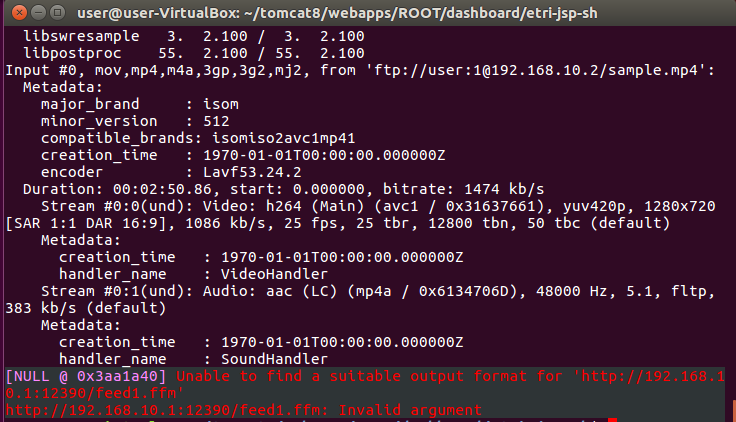 user@user-VirtualBox: ~/tomcat8/webapps/ROOT/dashboard/etri-jsp-sh
  libswresample   3.  2.100 /  3.  2.100
  libpostproc    55.  2.100 / 55.  2.100
Input #0, mov,mp4,m4a,3gp,3g2,mj2, from 'ftp://user:1@192.168.10.2/sample.mp4':
  Metadata:
    major_brand     : isom
    minor_version   : 512
    compatible_brands: isomiso2avc1mp41
    creation_time   : 1970-01-01T00:00:00.000000Z
    encoder         : Lavf53.24.2
  Duration: 00:02:50.86, start: 0.000000, bitrate: 1474 kb/s
    Stream #0:0(und): Video: h264 (Main) (avc1 / 0x31637661), yuv420p, 1280x720
[SAR 1:1 DAR 16:9], 1086 kb/s, 25 fps, 25 tbr, 12800 tbn, 50 tbc (default)
    Metadata:
      creation_time   : 1970-01-01T00:00:00.000000Z
      handler_name    : VideoHandler
    Stream #0:1(und): Audio: aac (LC) (mp4a / 0x6134706D), 48000 Hz, 5.1, fltp,
383 kb/s (default)
    Metadata:
      creation_time   : 1970-01-01T00:00:00.000000Z
      handler_name    : SoundHandler
[NULL @ 0x3aa1a40] Unable to find a suitable output format for 'http://192.168.1
0.1:12390/feed1.ffm'
http://192.168.10.1:12390/feed1.ffm: Invalid argument